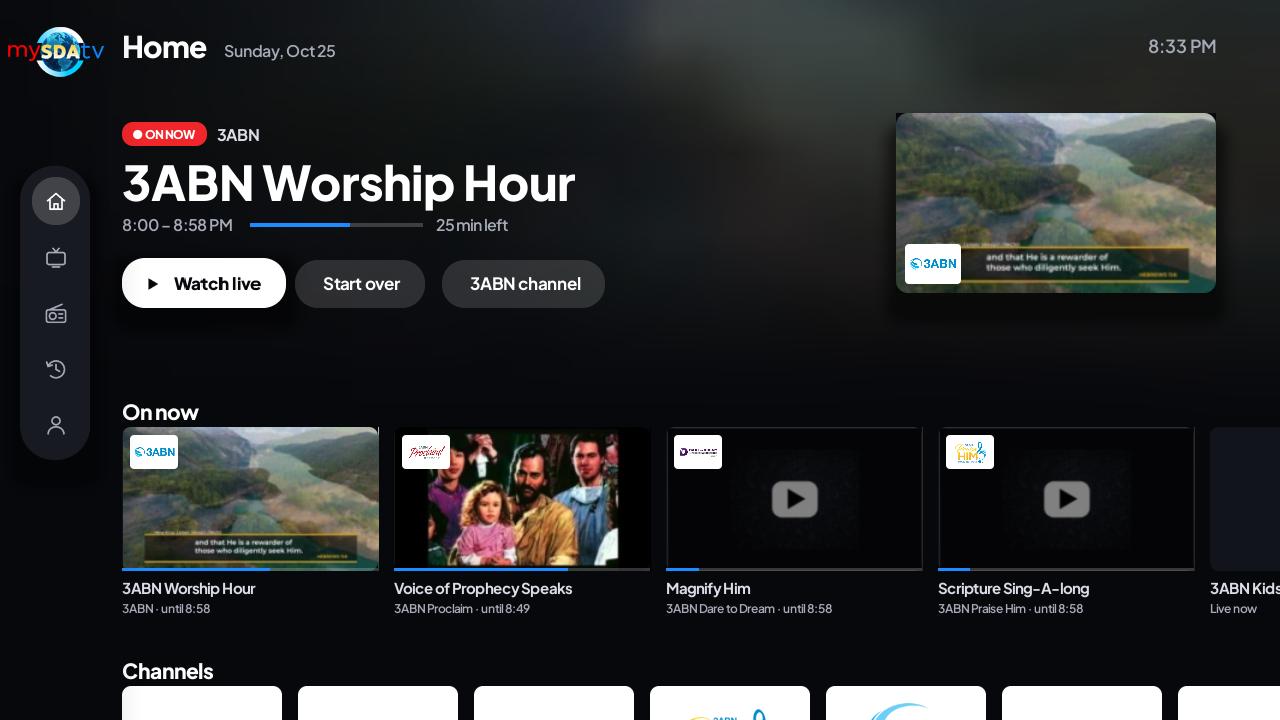 mySDAtv
Home
Sunday, Oct 25
8:33 PM
ON NOW
3ABN
3ABN Worship Hour
8:00 – 8:58 PM
25 min left
Watch live
Start over
3ABN channel
3ABN
and that He is a rewarder of
those who diligently seek Him.
On now
3ABN
and that He is a rewarder of
those who diligently seek Him.
3ABN Worship Hour
3ABN · until 8:58
Proclaim!
Voice of Prophecy Speaks
3ABN Proclaim · until 8:49
Magnify Him
3ABN Dare to Dream · until 8:58
HIM
Scripture Sing-A-long
3ABN Praise Him · until 8:58
3ABN Kids
Live now
Channels
3ABN